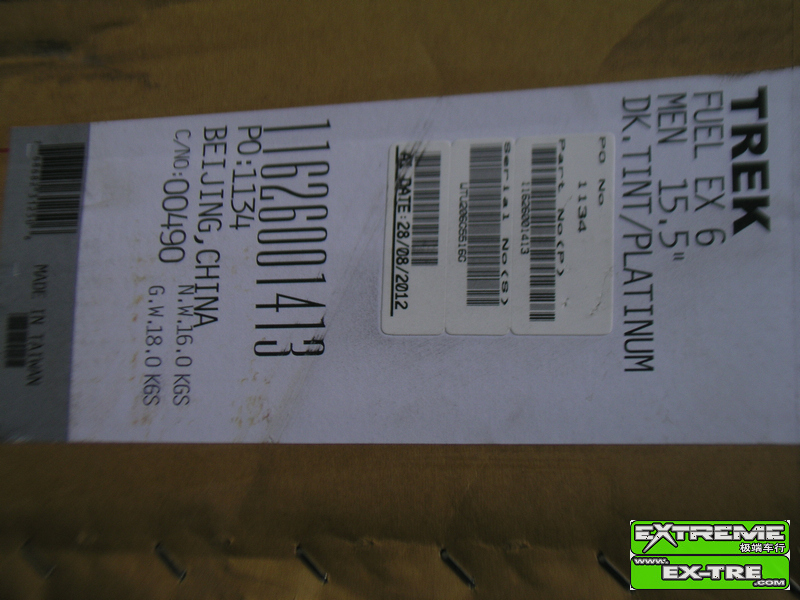 TREK
FUEL EX 6
MEN 15.5"
DK.TINT/PLATINUM
PO No
1134
Part No(P)
11626001413
Serial No(S)
DATE:28/08/2012
11626001413
PO:1134
BEIJING,CHINA
C/NO:00490
N.W.16.0 KGS
G.W.18.0 KGS
MADE IN TAIWAN
EXTREME
极端车行
www.
EX-TRE.COM